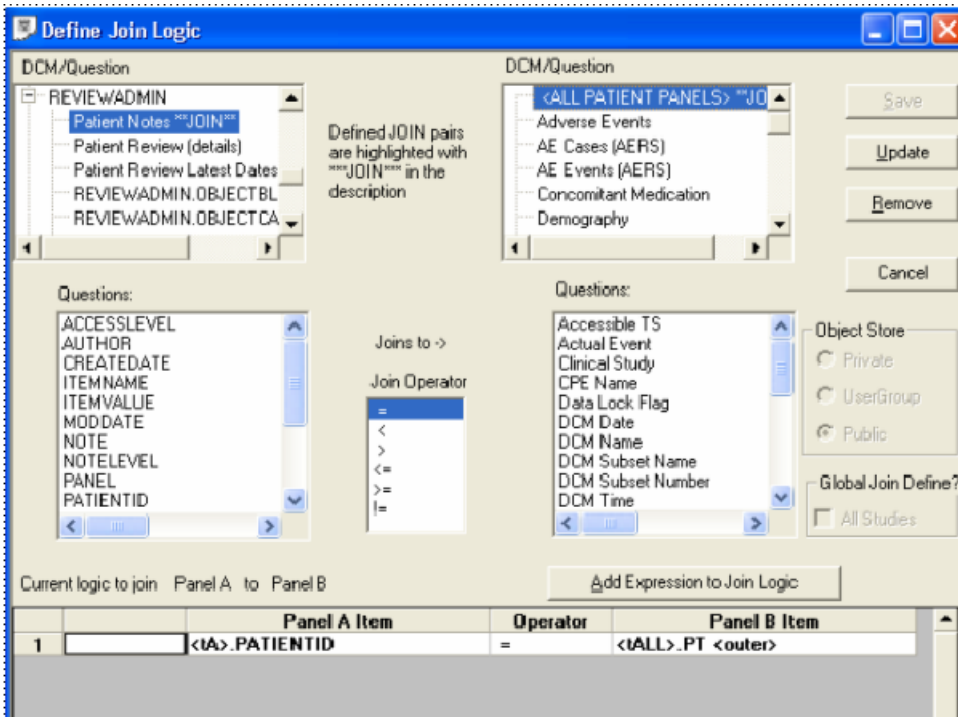 Define Join Logic
DCM/Question
REVIEWADMIN
Patient Notes ""JOIN""
Patient Review (details)
Patient Review Latest Dates
REVIEWADMIN.OBJECTBL
REVIEWADMIN.OBJECTCA
Defined JOIN pairs
are highlighted with
""JOIN"" in the
description
DCM/Question
<ALL PATIENT PANELS> ""JO
Adverse Events
AE Cases (AERS)
AE Events (AERS)
Concomitant Medication
Demography
Save
Update
Remove
Cancel
Questions:
ACCESSLEVEL
AUTHOR
CREATEDATE
ITEMNAME
ITEMVALUE
MODDATE
NOTE
NOTELEVEL
PANEL
PATIENTID
Joins to ->
Join Operator
=
<
>
<=
>=
!=
Questions:
Accessible TS
Actual Event
Clinical Study
CPE Name
Data Lock Flag
DCM Date
DCM Name
DCM Subset Name
DCM Subset Number
DCM Time
Object Store
Private
UserGroup
Public
Global Join Define?
All Studies
Current logic to join Panel A to Panel B
Add Expression to Join Logic
Panel A Item Operator Panel B Item
1 <tA>.PATIENTID = <tALL>.PT <outer>